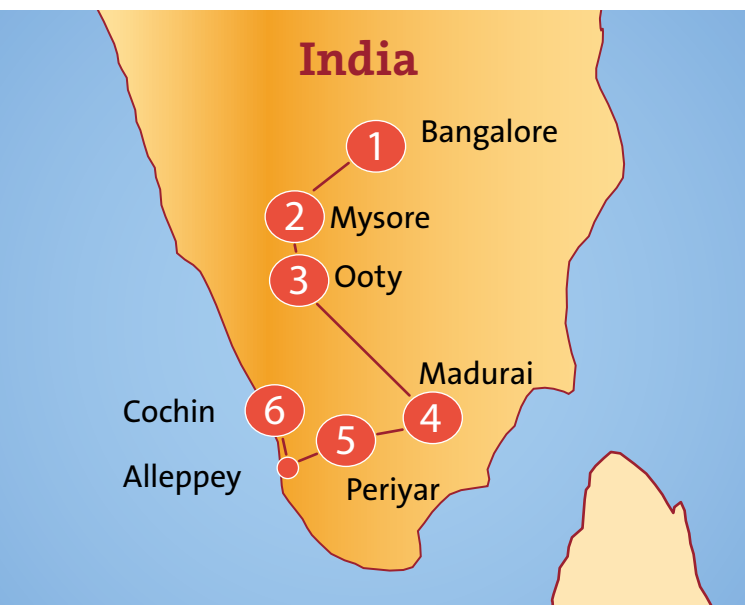 India
1 Bangalore
2 Mysore
3 Ooty
Madurai
4
Cochin 6
5
Alleppey
Periyar